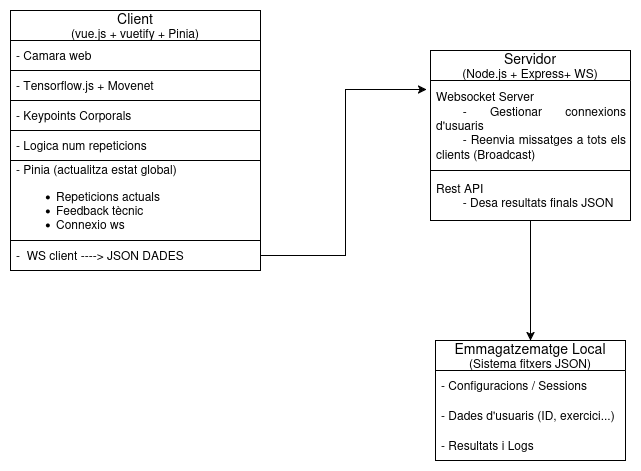 Client
(vue.js + vuetify + Pinia)
- Camara web
- Tensorflow.js + Movenet
- Keypoints Corporals
- Logica num repeticions
- Pinia (actualitza estat global)
• Repeticions actuals
• Feedback tècnic
• Connexio ws
- WS client ----> JSON DADES
Servidor
(Node.js + Express+ WS)
Websocket Server
- Gestionar connexions
d'usuaris
- Reenvia missatges a tots els
clients (Broadcast)
Rest API
- Desa resultats finals JSON
Emmagatzematge Local
(Sistema fitxers JSON)
- Configuracions / Sessions
- Dades d'usuaris (ID, exercici...)
- Resultats i Logs